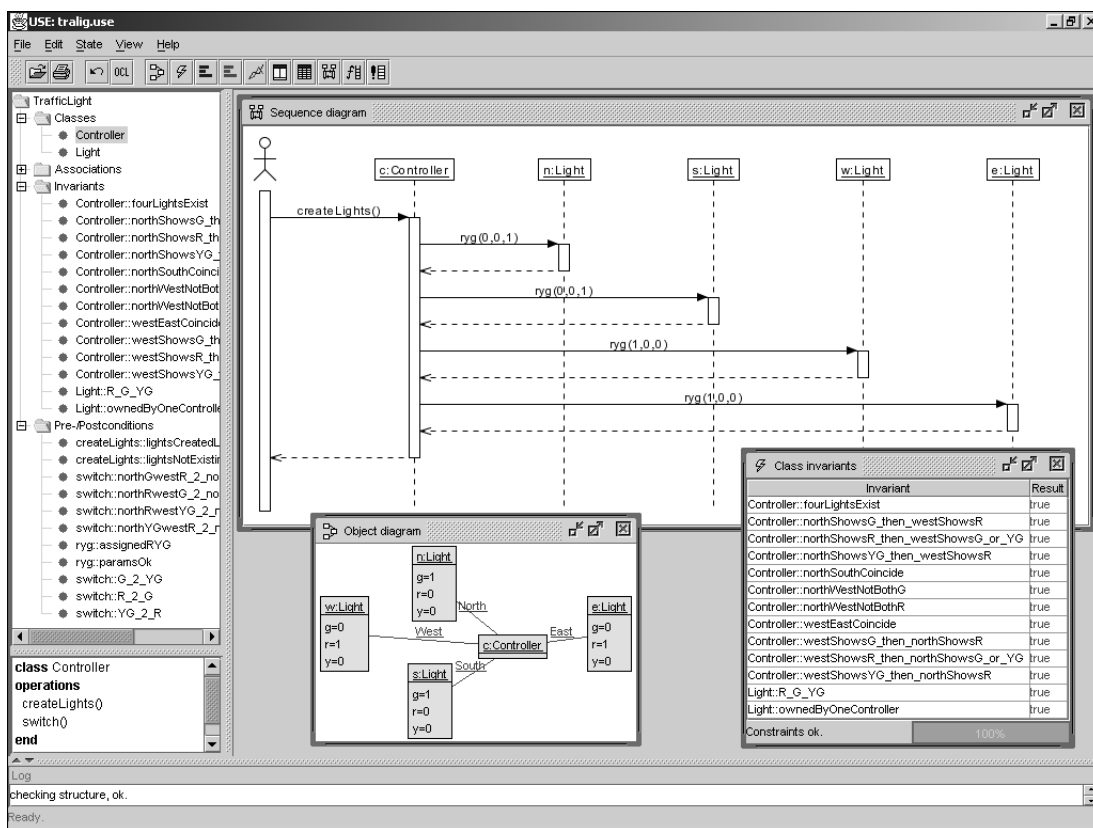 USE: tralig.use
File Edit State View Help
OCL
TrafficLight
Classes
Controller
Light
Associations
Invariants
Controller::fourLightsExist
Controller::northShowsG_th
Controller::northShowsR_th
Controller::northShowsYG_
Controller::northSouthCoinci
Controller::northWestNotBot
Controller::northWestNotBot
Controller::westEastCoincide
Controller::westShowsG_th
Controller::westShowsR_th
Controller::westShowsYG_
Light::R_G_YG
Light::ownedByOneControlle
Pre-/Postconditions
createLights::lightsCreatedL
createLights::lightsNotExistin
switch::northGwestR_2_no
switch::northRwestG_2_no
switch::northRwestYG_2_r
switch::northYGwestR_2_r
ryg::assignedRYG
ryg::paramsOk
switch::G_2_YG
switch::R_2_G
switch::YG_2_R
class Controller
operations
createLights()
switch()
end
Sequence diagram
c:Controller n:Light s:Light w:Light e:Light
createLights()
ryg(0,0,1)
ryg(0,0,1)
ryg(1,0,0)
ryg(1,0,0)
Object diagram
n:Light
g=1
r=0
y=0
w:Light
g=0
r=1
y=0
e:Light
g=0
r=1
y=0
s:Light
g=1
r=0
y=0
c:Controller
North
West
East
South
Class invariants
Invariant Result
Controller::fourLightsExist true
Controller::northShowsG_then_westShowsR true
Controller::northShowsR_then_westShowsG_or_YG true
Controller::northShowsYG_then_westShowsR true
Controller::northSouthCoincide true
Controller::northWestNotBothG true
Controller::northWestNotBothR true
Controller::westEastCoincide true
Controller::westShowsG_then_northShowsR true
Controller::westShowsR_then_northShowsG_or_YG true
Controller::westShowsYG_then_northShowsR true
Light::R_G_YG true
Light::ownedByOneController true
Constraints ok. 100%
Log
checking structure, ok.
Ready.